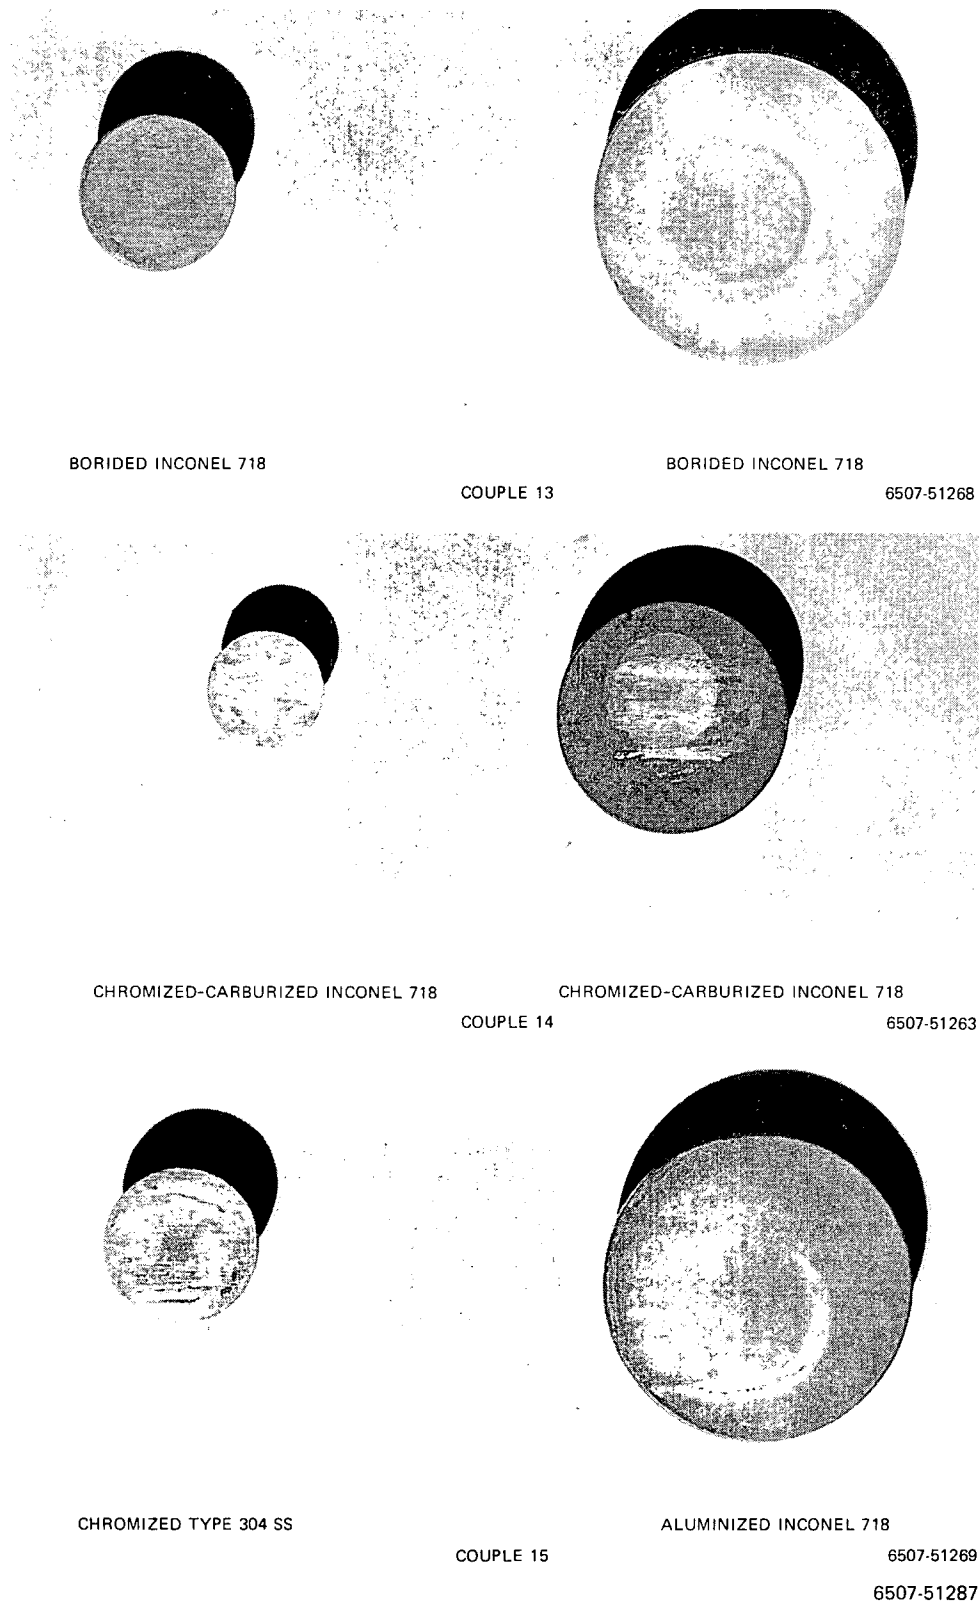 BORIDED INCONEL 718 BORIDED INCONEL 718
COUPLE 13 6507-51268
CHROMIZED-CARBURIZED INCONEL 718 CHROMIZED-CARBURIZED INCONEL 718
COUPLE 14 6507-51263
CHROMIZED TYPE 304 SS ALUMINIZED INCONEL 718
COUPLE 15 6507-51269
6507-51287